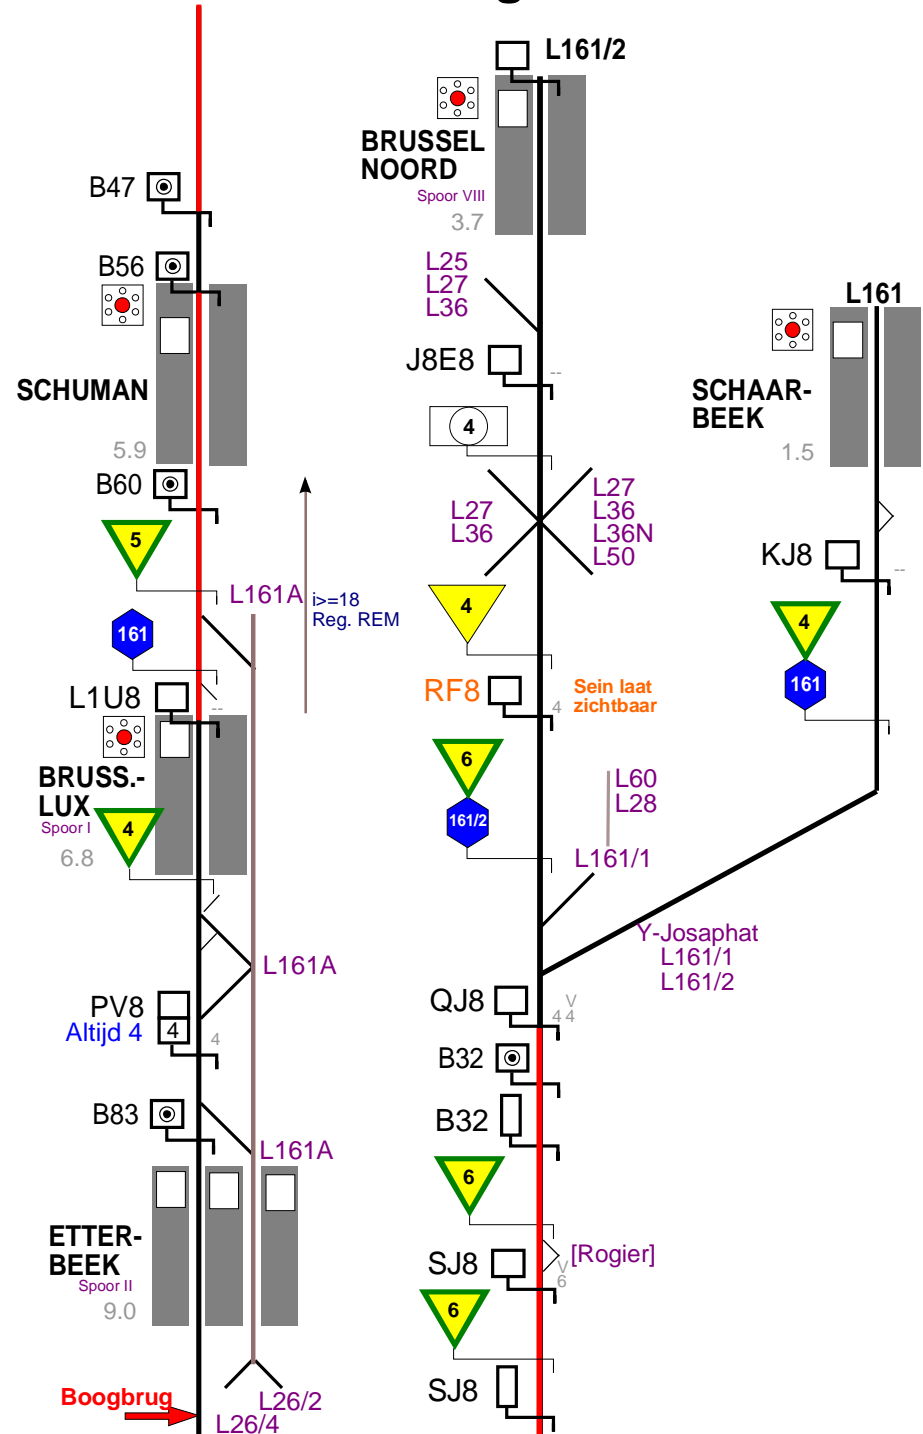 g
B47
B56
SCHUMAN
5.9
B60
5
L161A
i>=18
Reg. REM
161
L1U8
--
BRUSS.-
LUX
Spoor I
4
6.8
L161A
PV8
4
Altijd 4
4
B83
L161A
ETTER-
BEEK
Spoor II
9.0
Boogbrug
L26/2
L26/4
L161/2
BRUSSEL
NOORD
Spoor VIII
3.7
L25
L27
L36
J8E8
--
4
L27
L36
L27
L36
L36N
L50
4
RF8
4
Sein laat
zichtbaar
6
161/2
L60
L28
L161/1
Y-Josaphat
L161/1
L161/2
QJ8
V
4 4
B32
B32
6
[Rogier]
SJ8
V
6
6
SJ8
L161
SCHAAR-
BEEK
1.5
KJ8
--
4
161